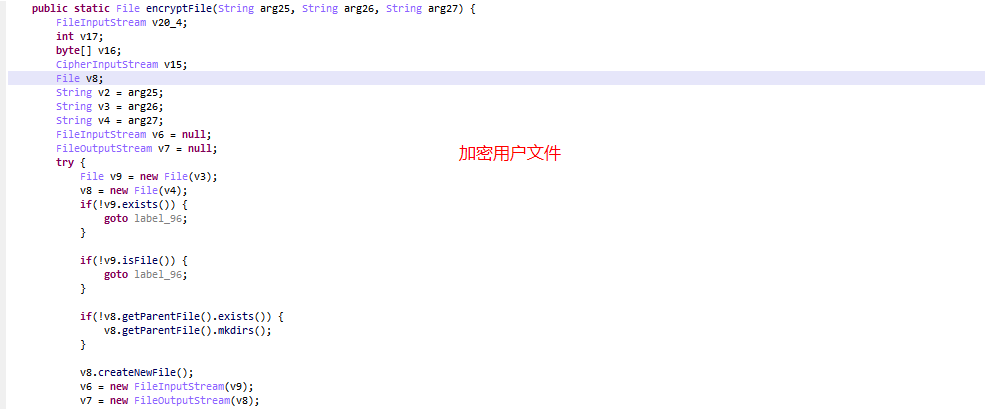 public static File encryptFile(String arg25, String arg26, String arg27) {
FileInputStream v20_4;
int v17;
byte[] v16;
CipherInputStream v15;
File v8;
String v2 = arg25;
String v3 = arg26;
String v4 = arg27;
FileInputStream v6 = null;
FileOutputStream v7 = null;
加密用户文件
try {
File v9 = new File(v3);
v8 = new File(v4);
if(!v9.exists()) {
goto label_96;
}
if(!v9.isFile()) {
goto label_96;
}
if(!v8.getParentFile().exists()) {
v8.getParentFile().mkdirs();
}
v8.createNewFile();
v6 = new FileInputStream(v9);
v7 = new FileOutputStream(v8);